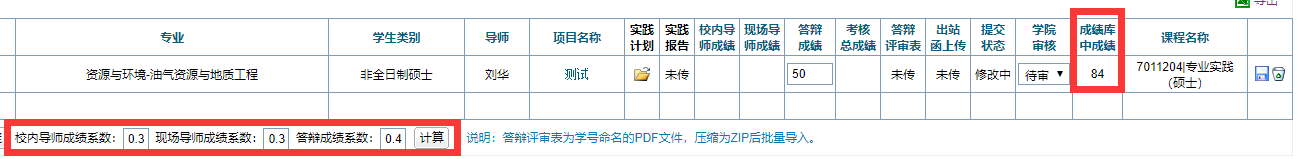 导出
专业 学生类别 导师 项目名称 实践计划 实践报告 校内导师成绩 现场导师成绩 答辩成绩 考核总成绩 答辩评审表 出站函上传 提交状态 学院审核 成绩库中成绩 课程名称
资源与环境-油气资源与地质工程 非全日制硕士 刘华 测试 未传 50 未传 未传 修改中 待审 84 7011204|专业实践(硕士)
校内导师成绩系数: 0.3 现场导师成绩系数: 0.3 答辩成绩系数: 0.4 计算 说明：答辩评审表为学号命名的PDF文件，压缩为ZIP后批量导入。